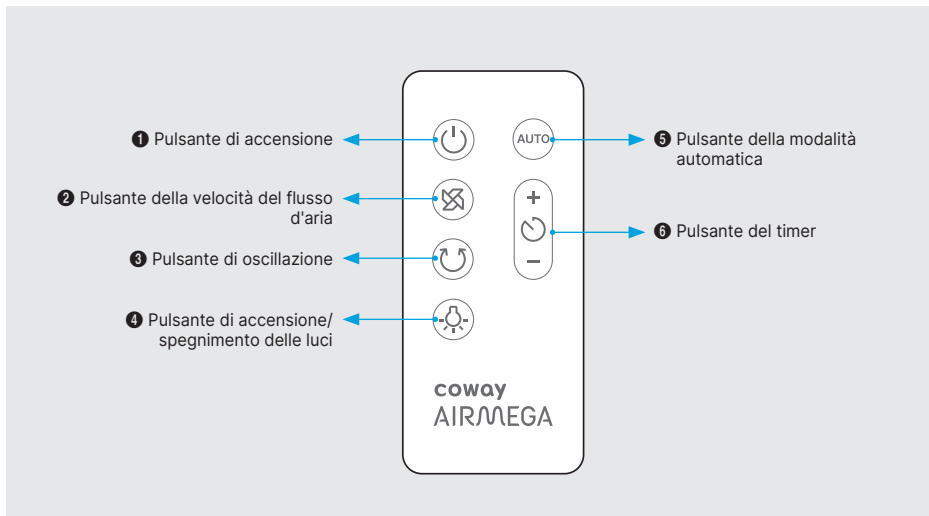 ❶ Pulsante di accensione
❷ Pulsante della velocità del flusso
d'aria
❸ Pulsante di oscillazione
❹ Pulsante di accensione/
spegnimento delle luci
AUTO
+
−
❺ Pulsante della modalità
automatica
❻ Pulsante del timer
coway
AIRMEGA